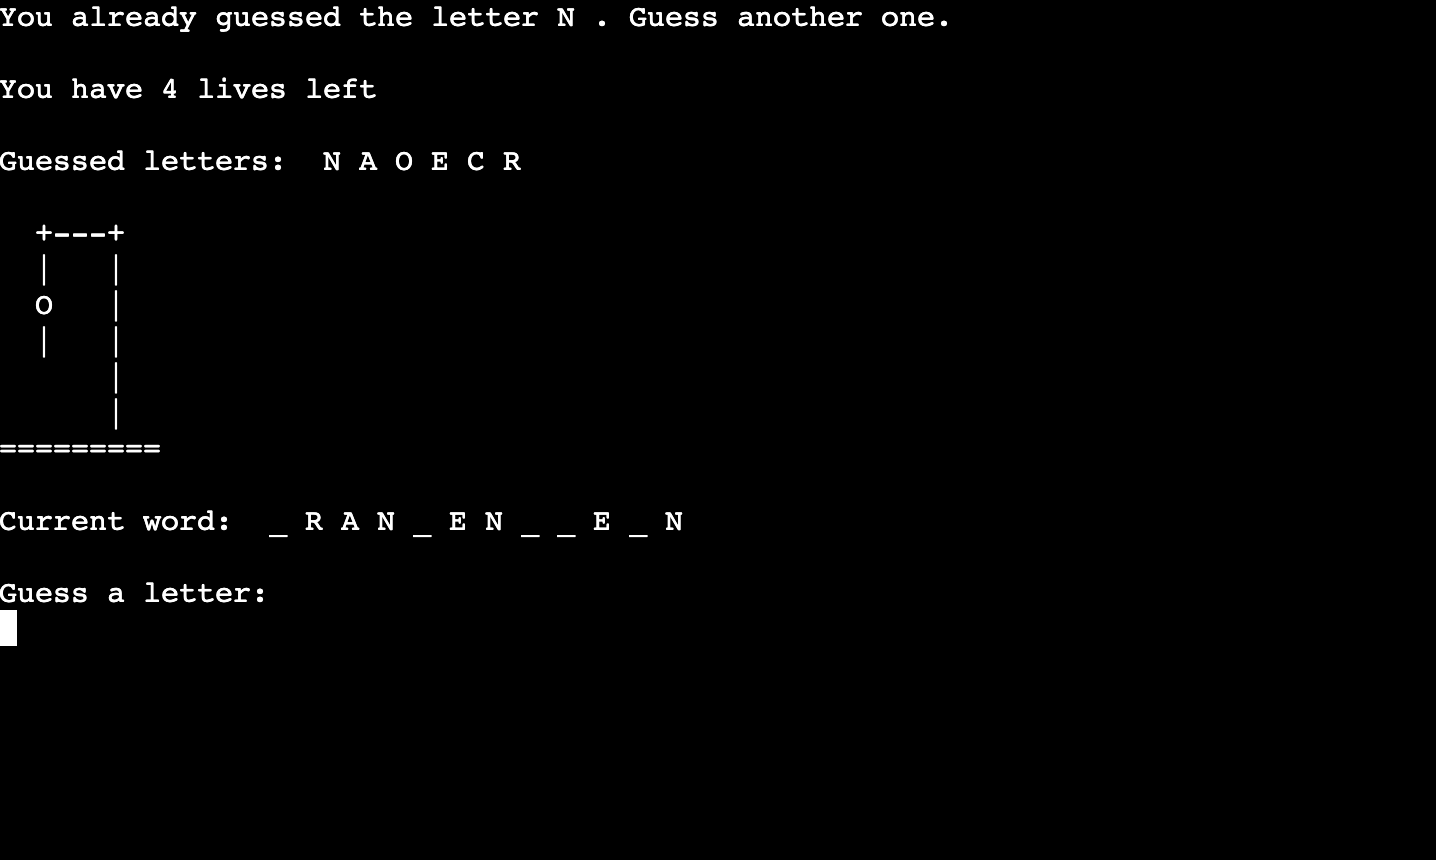 You already guessed the letter N . Guess another one.
You have 4 lives left
Guessed letters:  N A O E C R
  +---+
  |   |
  O   |
  |   |
      |
      |
=========
Current word:  _ R A N _ E N _ _ E _ N
Guess a letter: